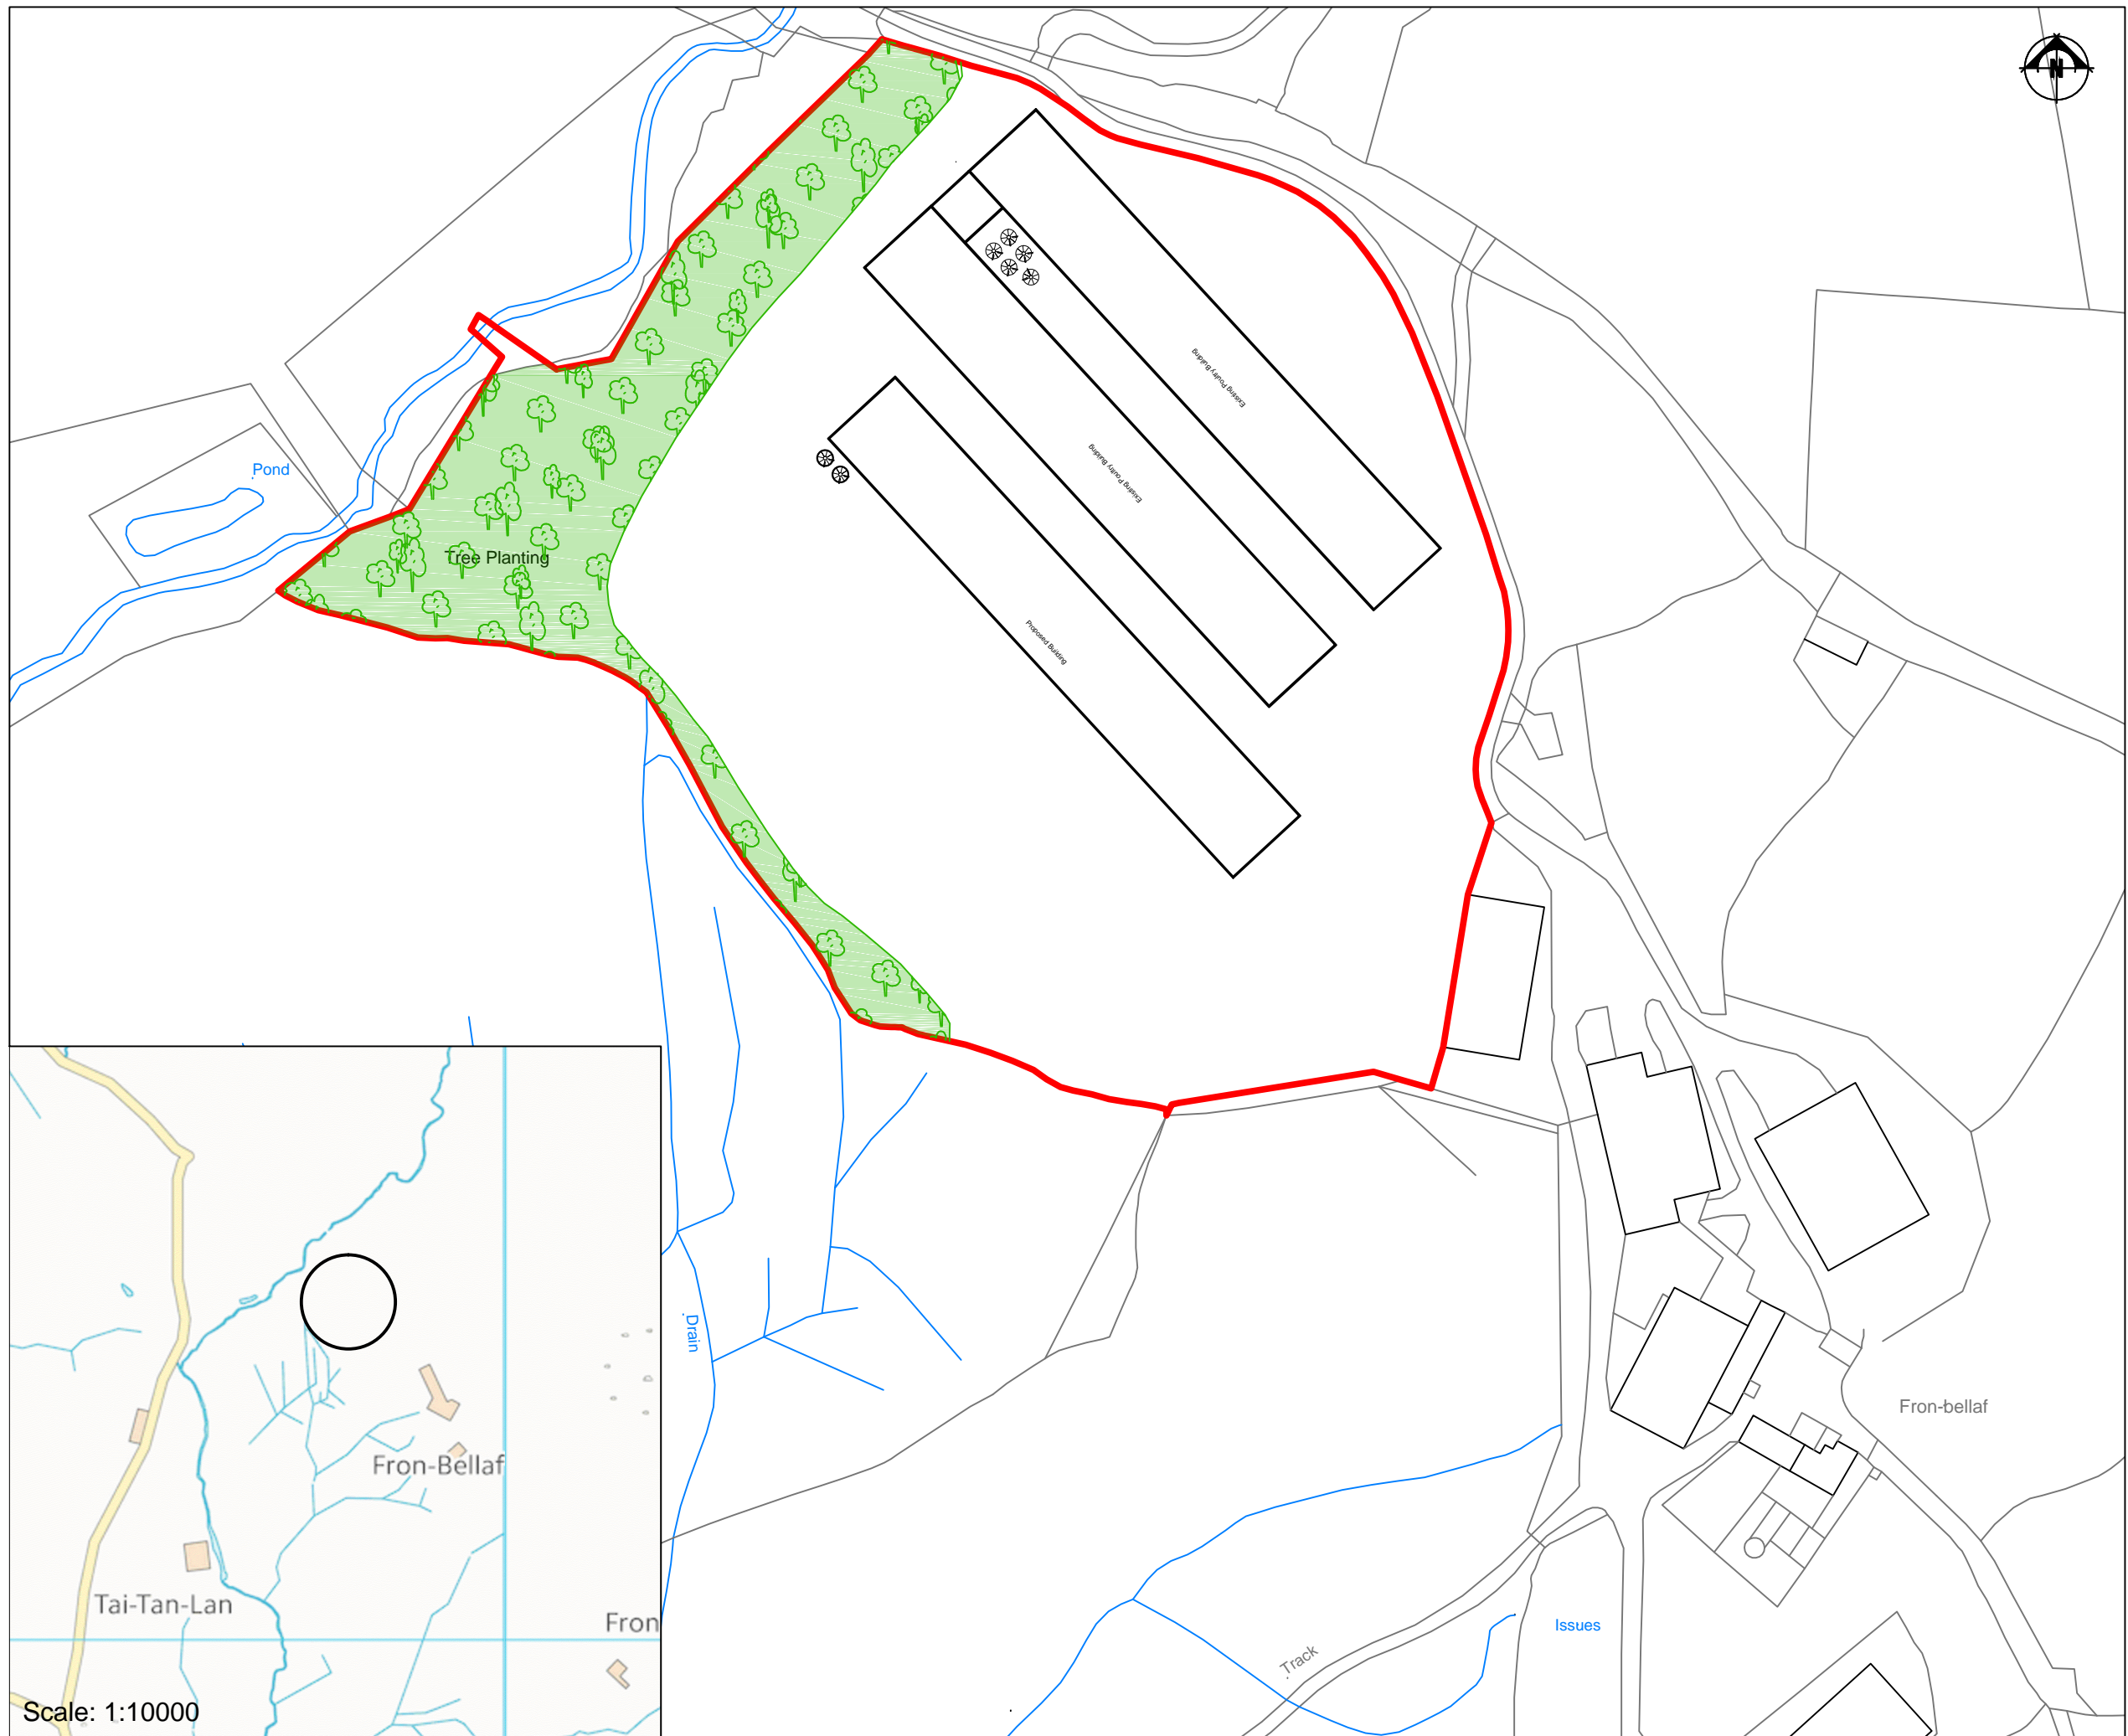 N
Existing Poultry Building
Existing Poultry Building
Pond
Tree Planting
Proposed Building
Drain
Fron-bellaf
Fron-Bellaf
Tai-Tan-Lan
Fron
Issues
Track
Scale: 1:10000